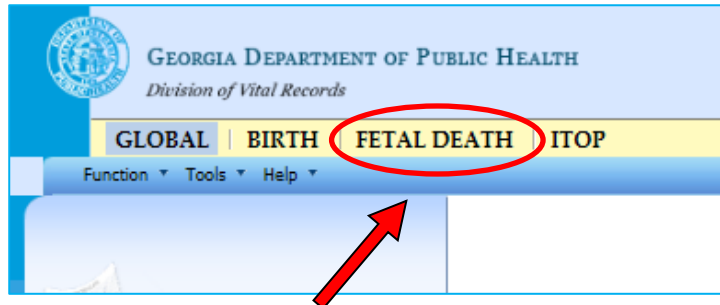 GEORGIA DEPARTMENT OF PUBLIC HEALTH
Division of Vital Records
GLOBAL | BIRTH | FETAL DEATH | ITOP
Function Tools Help